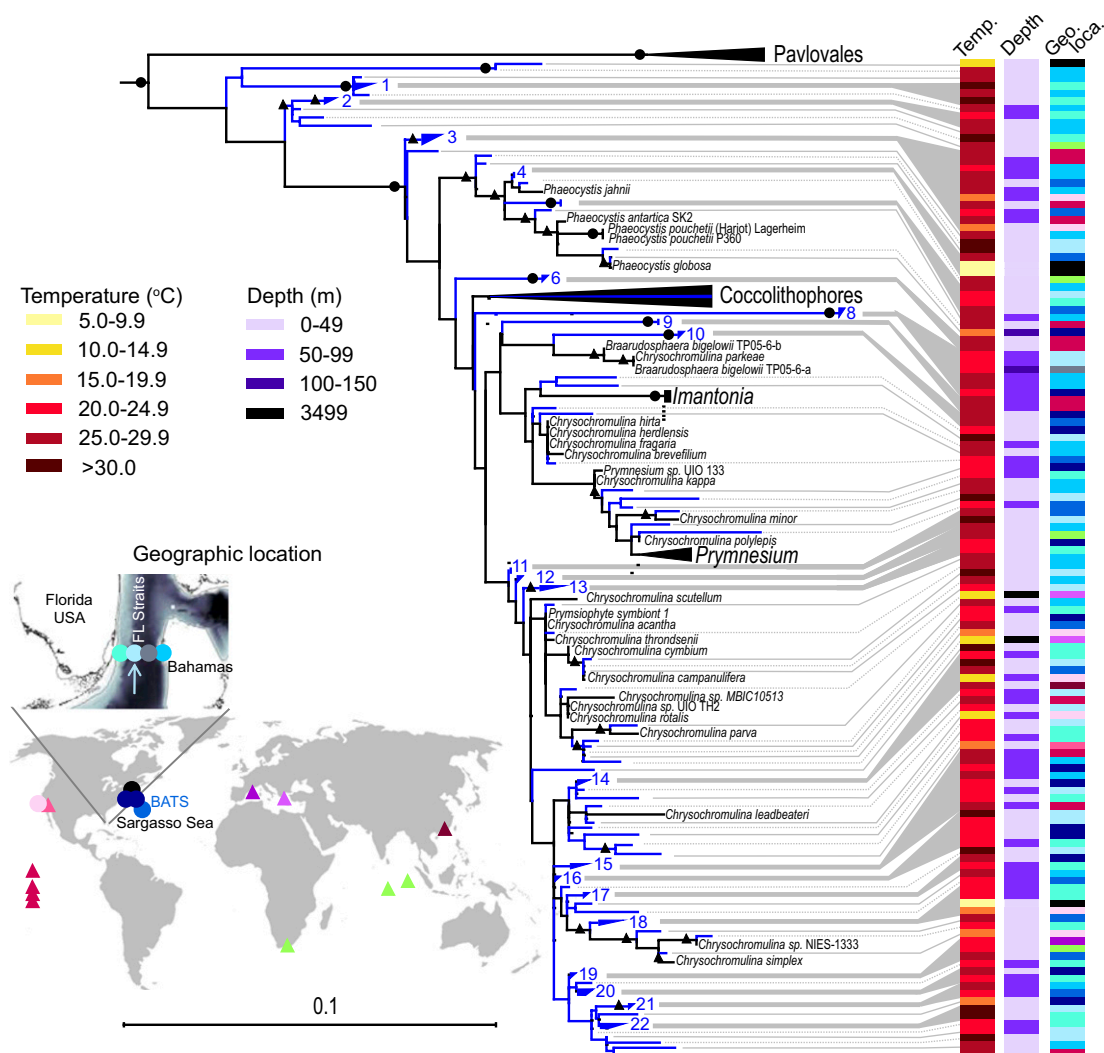 Temp.
Depth
Geo.
loca.
Pavlovales
1
2
3
4
Phaeocystis jahnii
Phaeocystis antartica SK2
Phaeocystis pouchetii (Hariot) Lagerheim
Phaeocystis pouchetii P360
Phaeocystis globosa
6
Coccolithophores
8
9
10
Braarudosphaera bigelowii TP05-6-b
Chrysochromulina parkeae
Braarudosphaera bigelowii TP05-6-a
Imantonia
Chrysochromulina hirta
Chrysochromulina herdlensis
Chrysochromulina fragaria
Chrysochromulina brevefilium
Prymnesium sp. UIO 133
Chrysochromulina kappa
Chrysochromulina minor
Chrysochromulina polylepis
Prymnesium
11
12
13
Chrysochromulina scutellum
Prymsiophyte symbiont 1
Chrysochromulina acantha
Chrysochromulina throndsenii
Chrysochromulina cymbium
Chrysochromulina campanulifera
Chrysochromulina sp. MBIC10513
Chrysochromulina sp. UIO TH2
Chrysochromulina rotalis
Chrysochromulina parva
14
Chrysochromulina leadbeateri
15
16
17
18
Chrysochromulina sp. NIES-1333
Chrysochromulina simplex
19
20
21
22
Temperature (°C)
5.0-9.9
10.0-14.9
15.0-19.9
20.0-24.9
25.0-29.9
>30.0
Depth (m)
0-49
50-99
100-150
3499
Geographic location
Florida
USA
FL Straits
Bahamas
BATS
Sargasso Sea
0.1